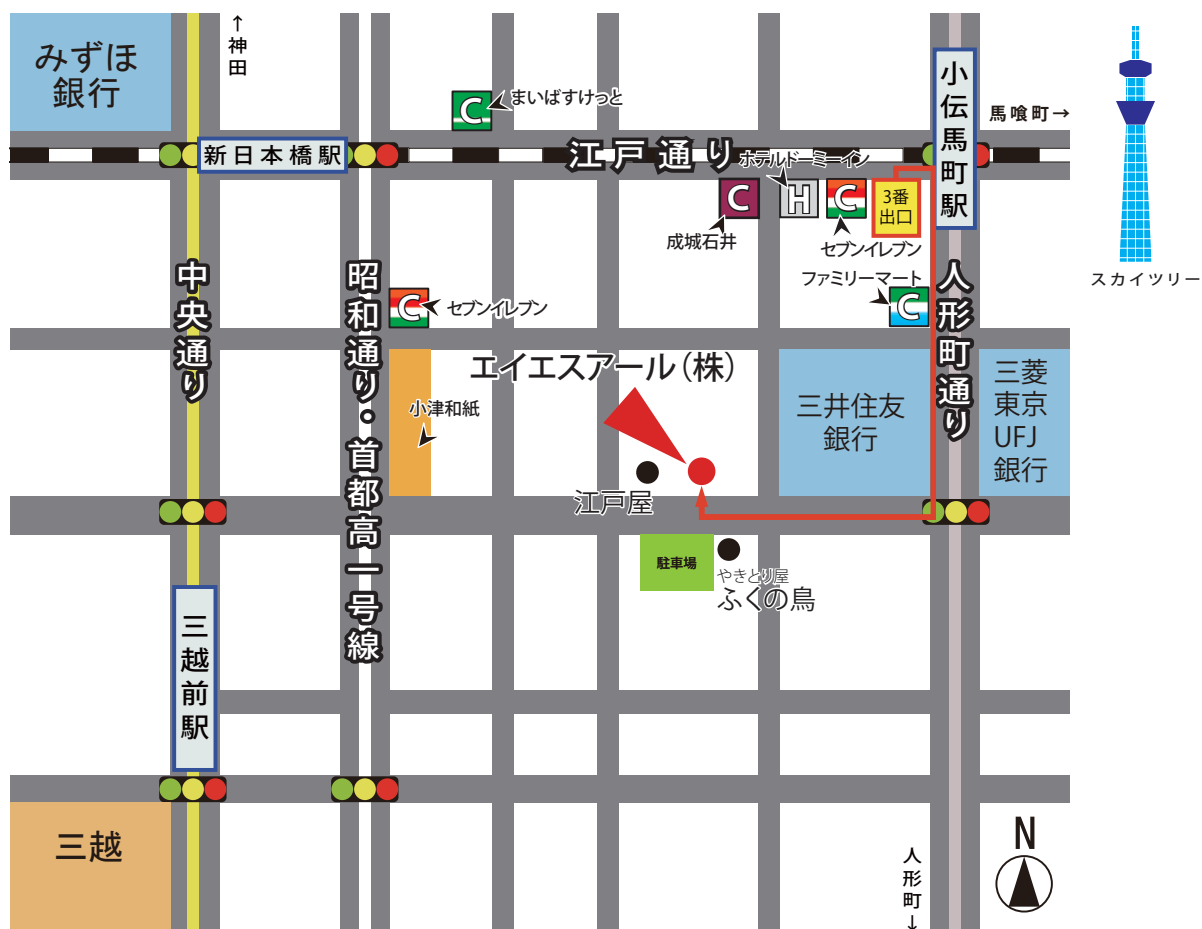 みずほ
銀行
↑
神田
C
まいばすけっと
小伝馬町駅
馬喰町→
新日本橋駅
江戸通り
ホテルドーミーイン
C
H
C
3番
出口
成城石井
セブンイレブン
ファミリーマート
C
スカイツリー
中央通り
昭和通り・首都高一号線
C
セブンイレブン
人形町通り
エイエスアール(株)
小津和紙
三井住友
銀行
三菱
東京
UFJ
銀行
江戸屋
駐車場
やきとり屋
ふくの鳥
三越前駅
三越
人形町↓
N